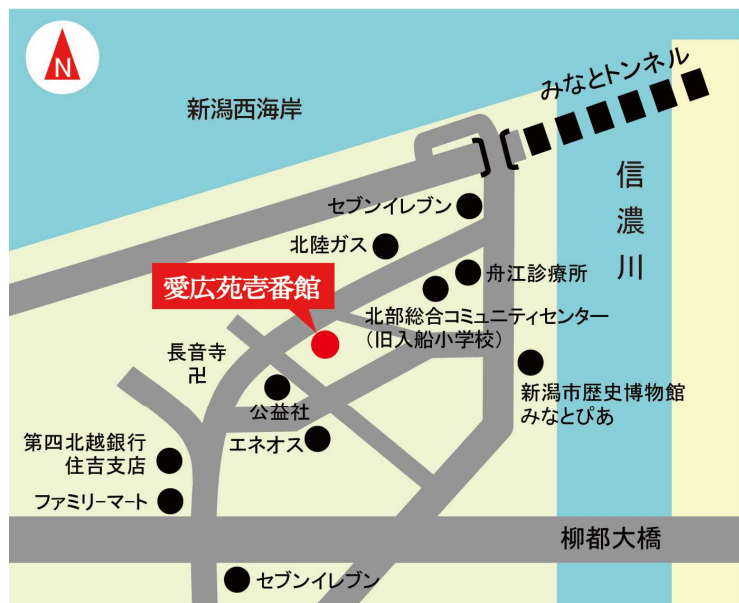 N
みなとトンネル
新潟西海岸
信濃川
セブンイレブン
北陸ガス
舟江診療所
愛広苑壱番館
北部総合コミュニティセンター
(旧入船小学校)
長音寺
卍
新潟市歴史博物館
みなとぴあ
公益社
エネオス
第四北越銀行
住吉支店
ファミリーマート
柳都大橋
セブンイレブン